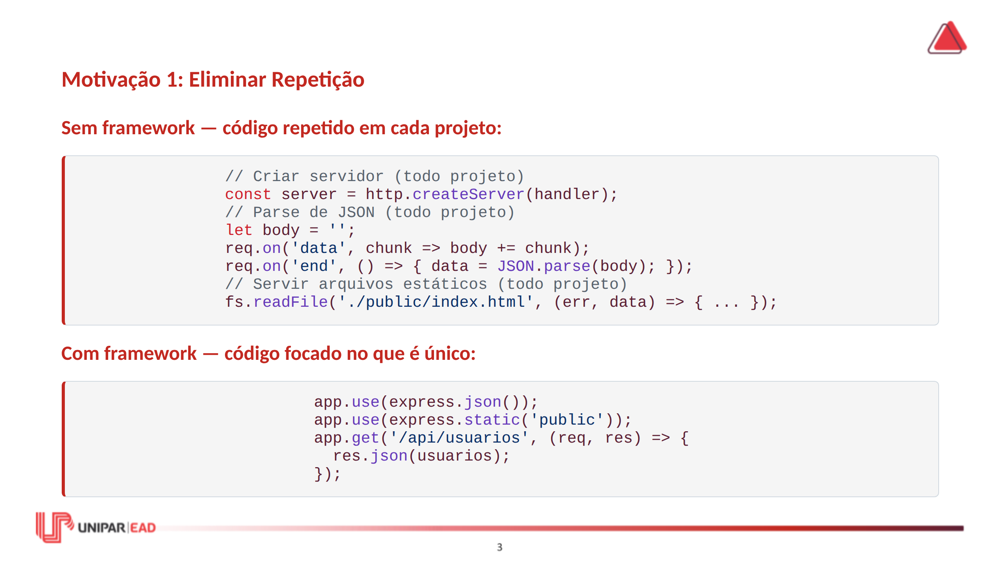 Motivação 1: Eliminar Repetição
Sem framework — código repetido em cada projeto:
// Criar servidor (todo projeto)
const server = http.createServer(handler);
// Parse de JSON (todo projeto)
let body = '';
req.on('data', chunk => body += chunk);
req.on('end', () => { data = JSON.parse(body); });
// Servir arquivos estáticos (todo projeto)
fs.readFile('./public/index.html', (err, data) => { ... });
Com framework — código focado no que é único:
app.use(express.json());
app.use(express.static('public'));
app.get('/api/usuarios', (req, res) => {
  res.json(usuarios);
});
UNIPAR|EAD
3